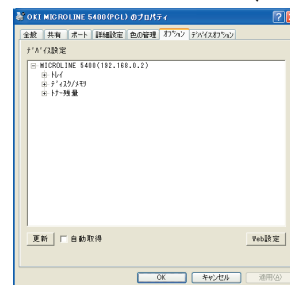 OKI MICROLINE 5400(PCL) のプロパティ
全般 共有 ポート 詳細設定 色の管理 オプション デバイスオプション
デバイス設定
MICROLINE 5400(192.168.0.2)
トレイ
ディスク/メモリ
トナー残量
更新 自動取得 Web設定
OK キャンセル 適用(A)